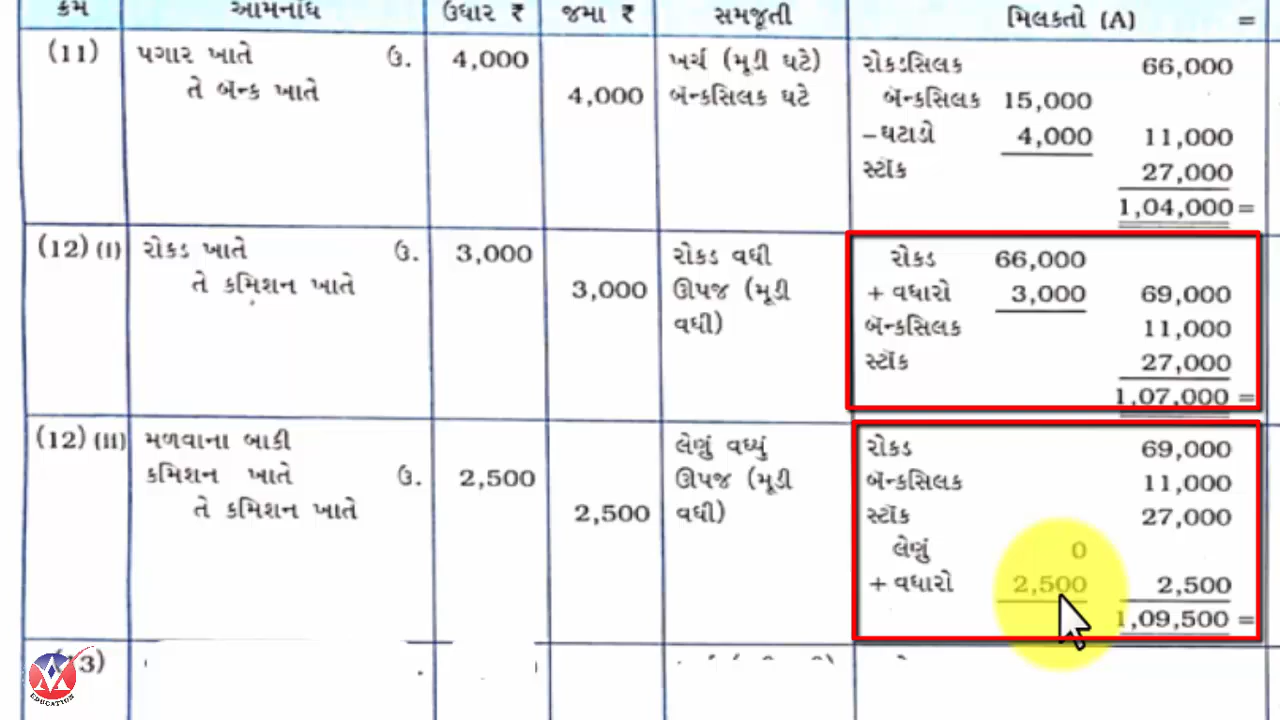 ક્રમ આમનોંધ ઉધાર ₹ જમા ₹ સમજૂતી મિલકતો (A) =
(11) પગાર ખાતે ઉ. 4,000 ખર્ચ (મૂડી ઘટે) રોકડસિલક 66,000
તે બૅન્ક ખાતે 4,000 બૅન્કસિલક ઘટે બૅન્કસિલક 15,000
– ઘટાડો 4,000 11,000
સ્ટૉક 27,000
1,04,000 =
(12) (I) રોકડ ખાતે ઉ. 3,000 રોકડ વધી રોકડ 66,000
તે કમિશન ખાતે 3,000 ઊપજ (મૂડી + વધારો 3,000 69,000
વધી) બૅન્કસિલક 11,000
સ્ટૉક 27,000
1,07,000 =
(12) (II) મળવાના બાકી લેણું વધ્યું રોકડ 69,000
કમિશન ખાતે ઉ. 2,500 ઊપજ (મૂડી બૅન્કસિલક 11,000
તે કમિશન ખાતે 2,500 વધી) સ્ટૉક 27,000
લેણું 0
+ વધારો 2,500 2,500
1,09,500 =
EDUCATION